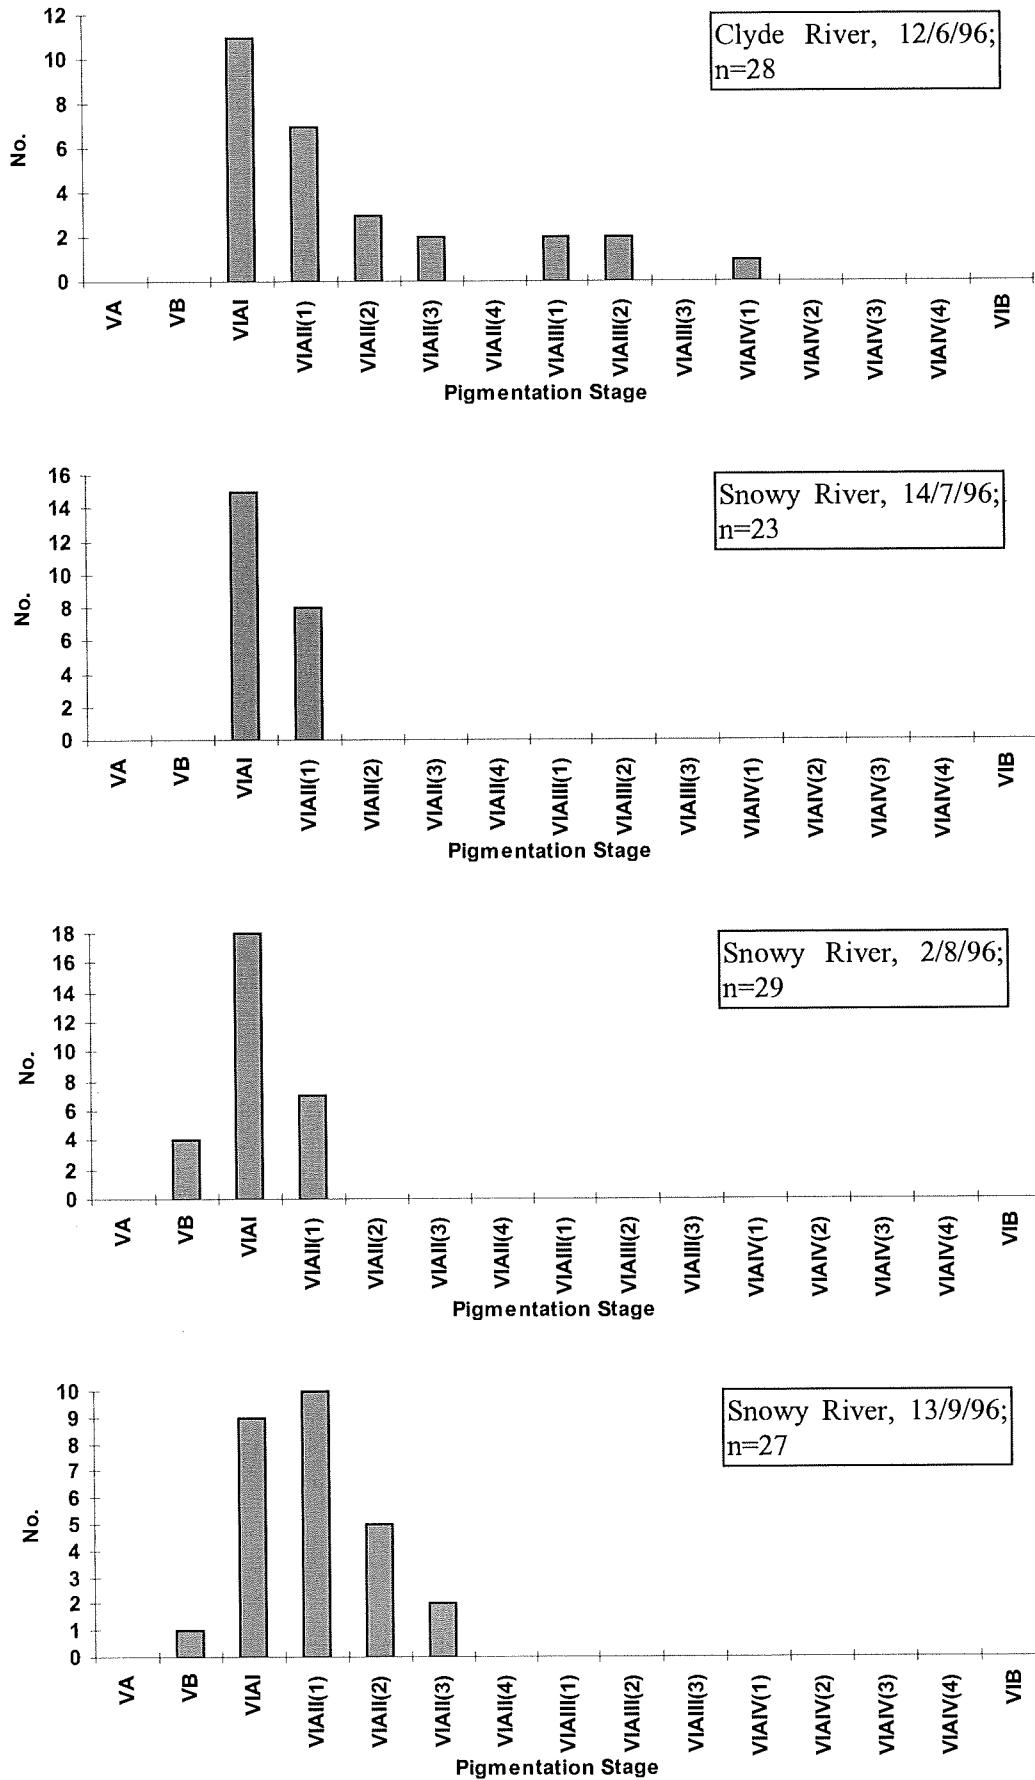 Clyde River, 12/6/96;
n=28
No.
12
10
8
6
4
2
0
VA
VB
VIAI
VIAII(1)
VIAII(2)
VIAII(3)
VIAII(4)
VIAIII(1)
VIAIII(2)
VIAIII(3)
VIAIV(1)
VIAIV(2)
VIAIV(3)
VIAIV(4)
VIB
Pigmentation Stage
Snowy River, 14/7/96;
n=23
No.
16
14
12
10
8
6
4
2
0
VA
VB
VIAI
VIAII(1)
VIAII(2)
VIAII(3)
VIAII(4)
VIAIII(1)
VIAIII(2)
VIAIII(3)
VIAIV(1)
VIAIV(2)
VIAIV(3)
VIAIV(4)
VIB
Pigmentation Stage
Snowy River, 2/8/96;
n=29
No.
18
16
14
12
10
8
6
4
2
0
VA
VB
VIAI
VIAII(1)
VIAII(2)
VIAII(3)
VIAII(4)
VIAIII(1)
VIAIII(2)
VIAIII(3)
VIAIV(1)
VIAIV(2)
VIAIV(3)
VIAIV(4)
VIB
Pigmentation Stage
Snowy River, 13/9/96;
n=27
No.
10
9
8
7
6
5
4
3
2
1
0
VA
VB
VIAI
VIAII(1)
VIAII(2)
VIAII(3)
VIAII(4)
VIAIII(1)
VIAIII(2)
VIAIII(3)
VIAIV(1)
VIAIV(2)
VIAIV(3)
VIAIV(4)
VIB
Pigmentation Stage